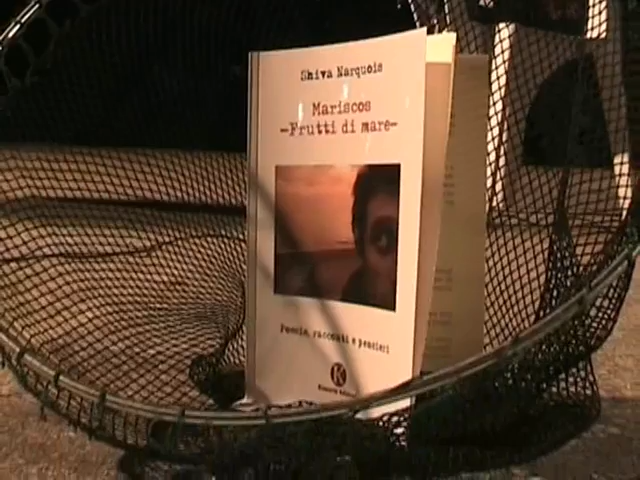 Shiva Narquois
Mariscos
-Frutti di mare-
Poesie, racconti e pensieri
K